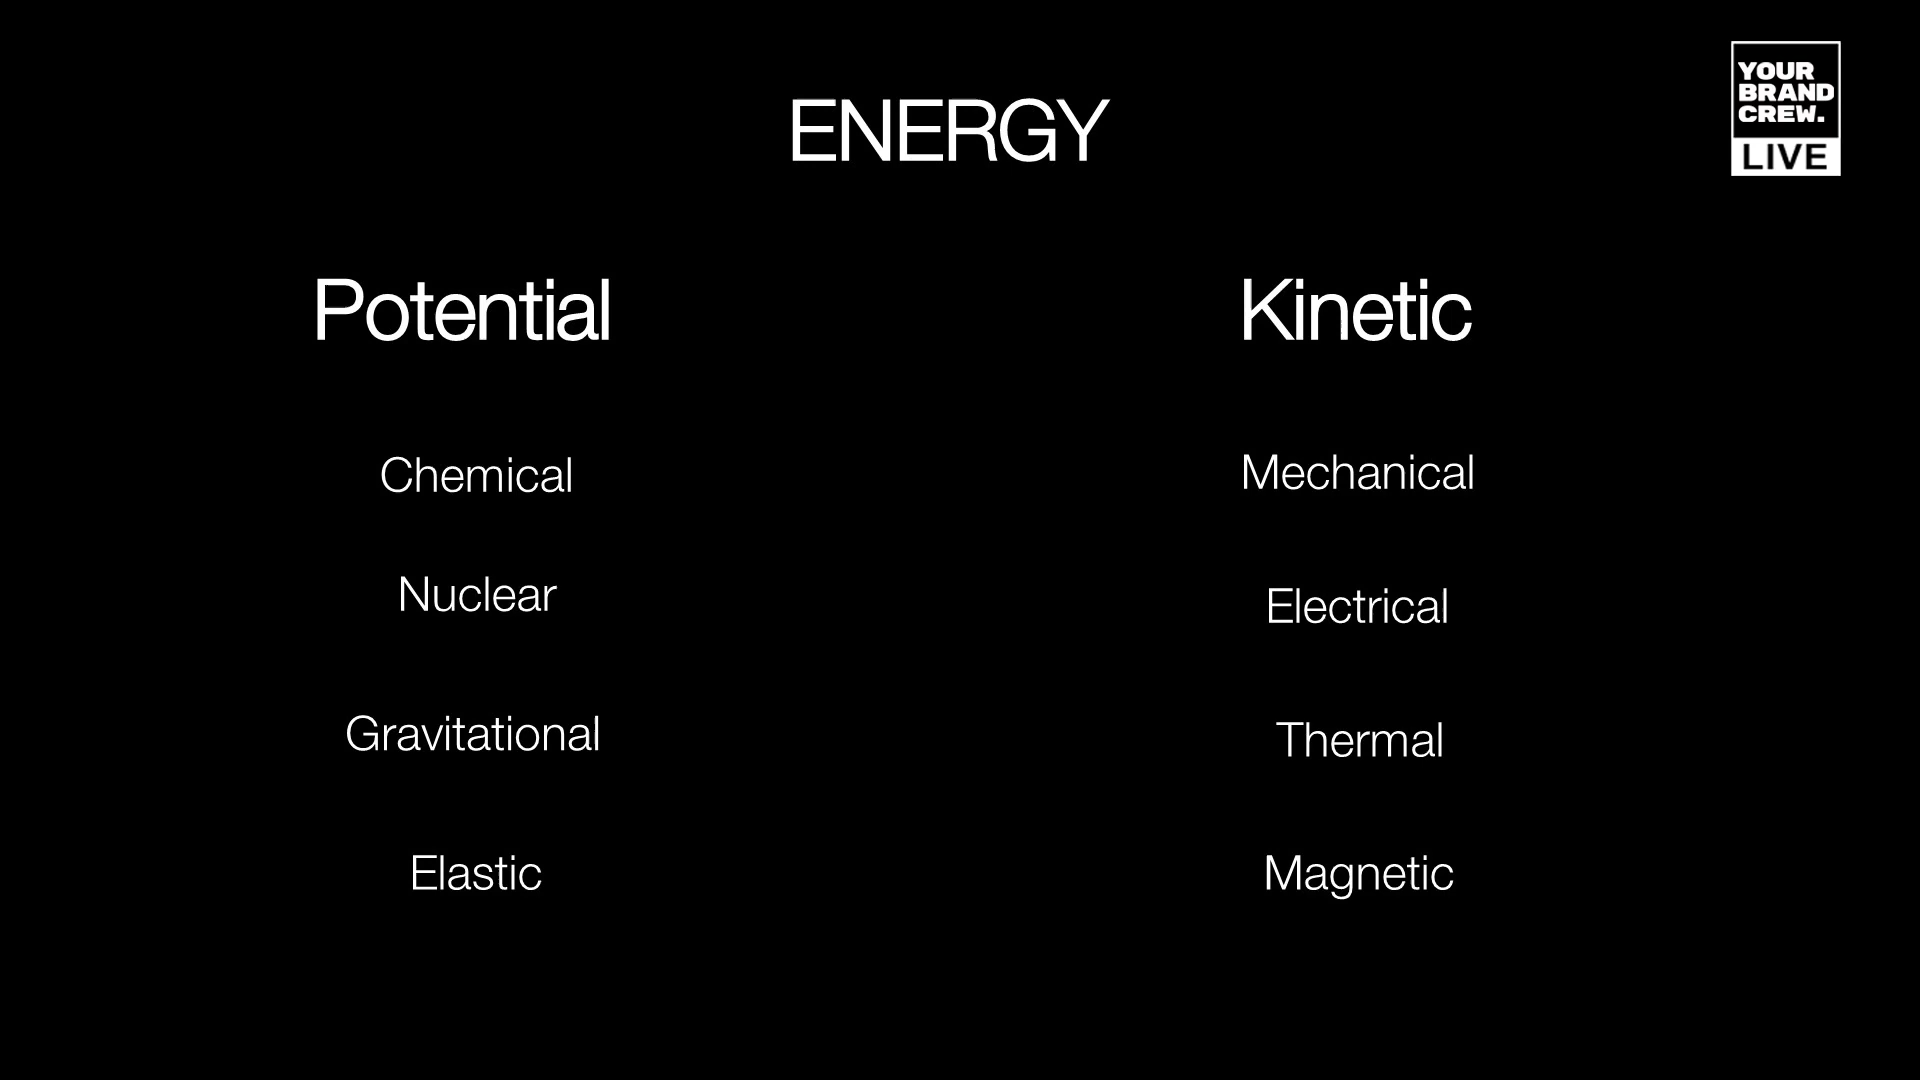 ENERGY
YOUR
BRAND
CREW.
LIVE
Potential
Chemical
Nuclear
Gravitational
Elastic
Kinetic
Mechanical
Electrical
Thermal
Magnetic